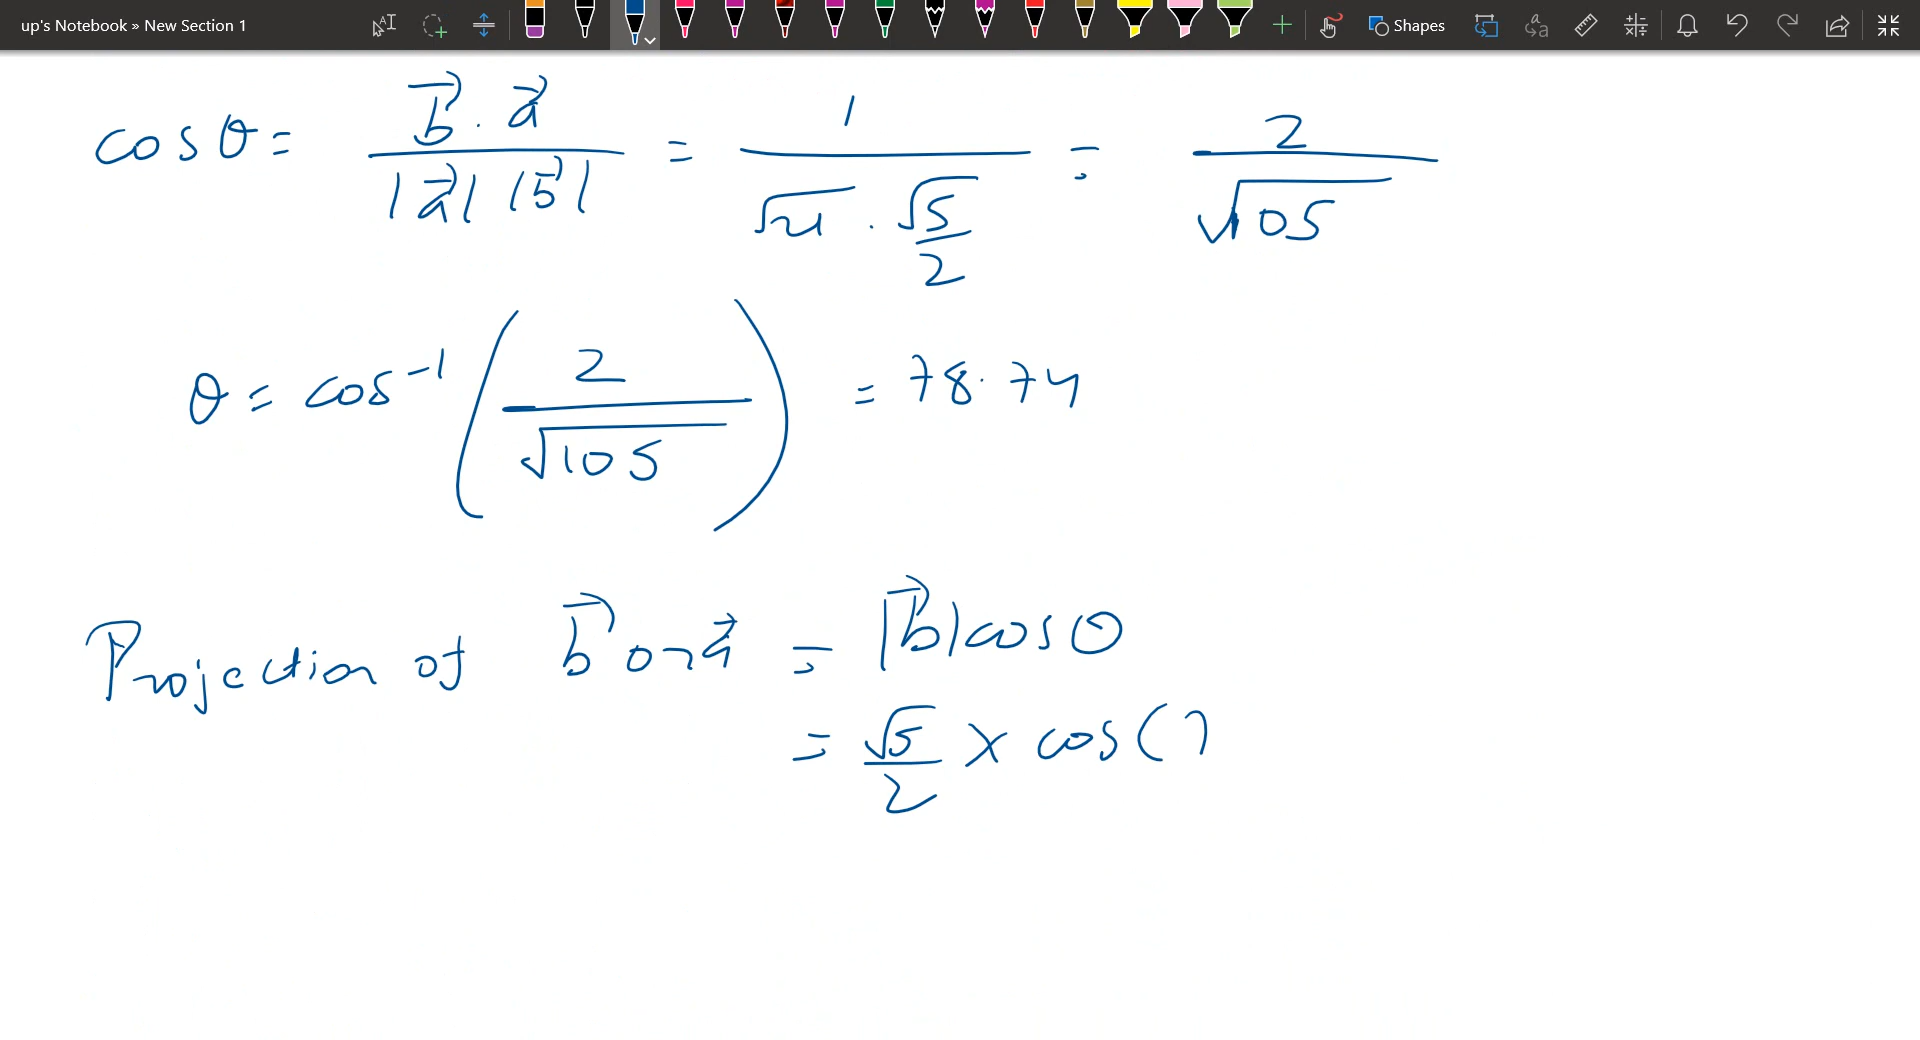 up's Notebook » New Section 1
Shapes
cos θ = b⃗ . a⃗ / |a⃗| |b⃗| = 1 / √21 . √5/2 = 2 / √105
θ = cos⁻¹ ( 2 / √105 ) = 78.74
Projection of b⃗ on a⃗ = |b⃗| cos θ
= √5/2 × cos(7